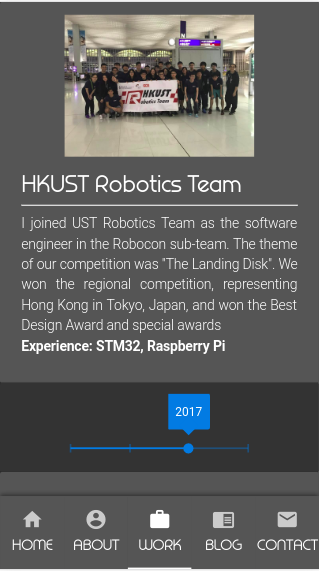 HKUST
Robotics Team
HKUST Robotics Team
I joined UST Robotics Team as the software
engineer in the Robocon sub-team. The theme
of our competition was "The Landing Disk". We
won the regional competition, representing
Hong Kong in Tokyo, Japan, and won the Best
Design Award and special awards
Experience: STM32, Raspberry Pi
2017
HOME ABOUT WORK BLOG CONTACT